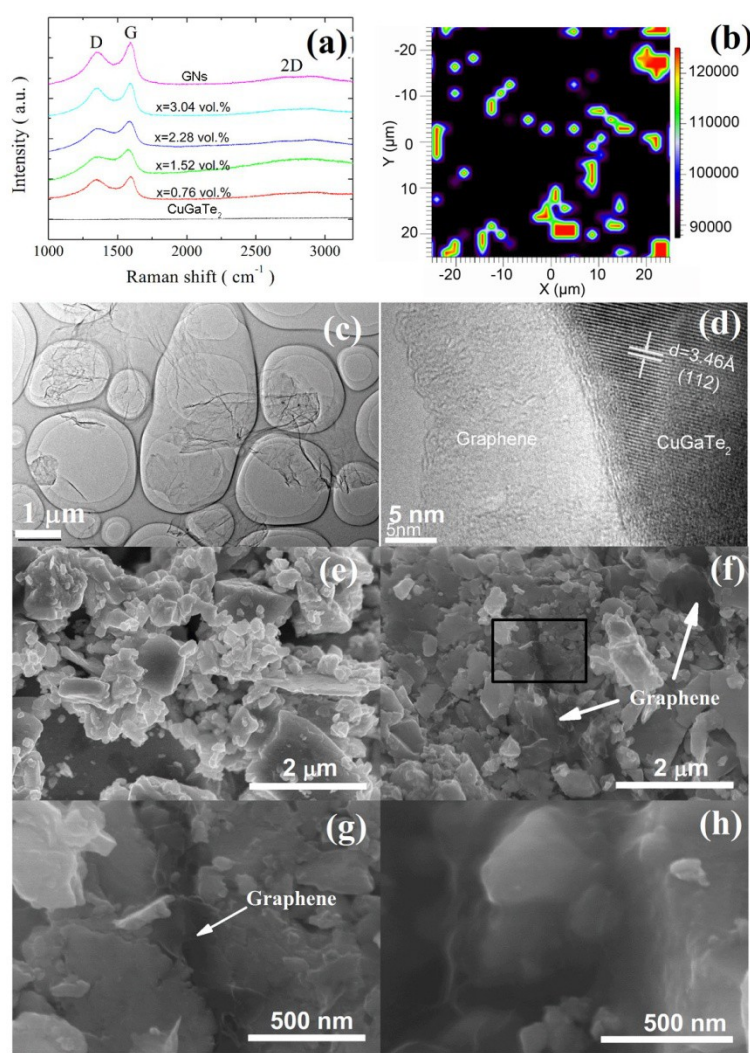 (a)
D
G
2D
GNs
x=3.04 vol.%
x=2.28 vol.%
x=1.52 vol.%
x=0.76 vol.%
CuGaTe₂
Intensity ( a.u. )
1000 1500 2000 2500 3000
Raman shift ( cm⁻¹)
(b)
-20
-10
0
10
20
Y (µm)
-20 -10 0 10 20
X (µm)
120000
110000
100000
90000
(c)
1 µm
(d)
d=3.46A
(112)
Graphene
CuGaTe₂
5 nm
5nm
(e)
2 µm
(f)
Graphene
2 µm
(g)
Graphene
500 nm
(h)
500 nm